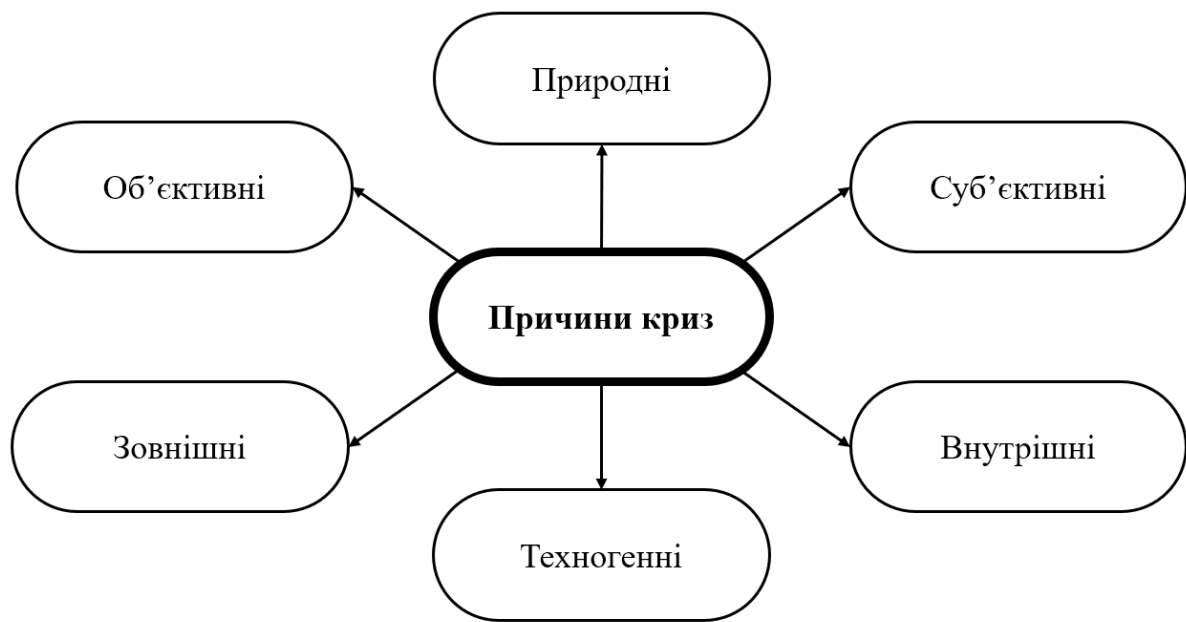 Природні
Об’єктивні
Суб’єктивні
Причини криз
Зовнішні
Внутрішні
Техногенні